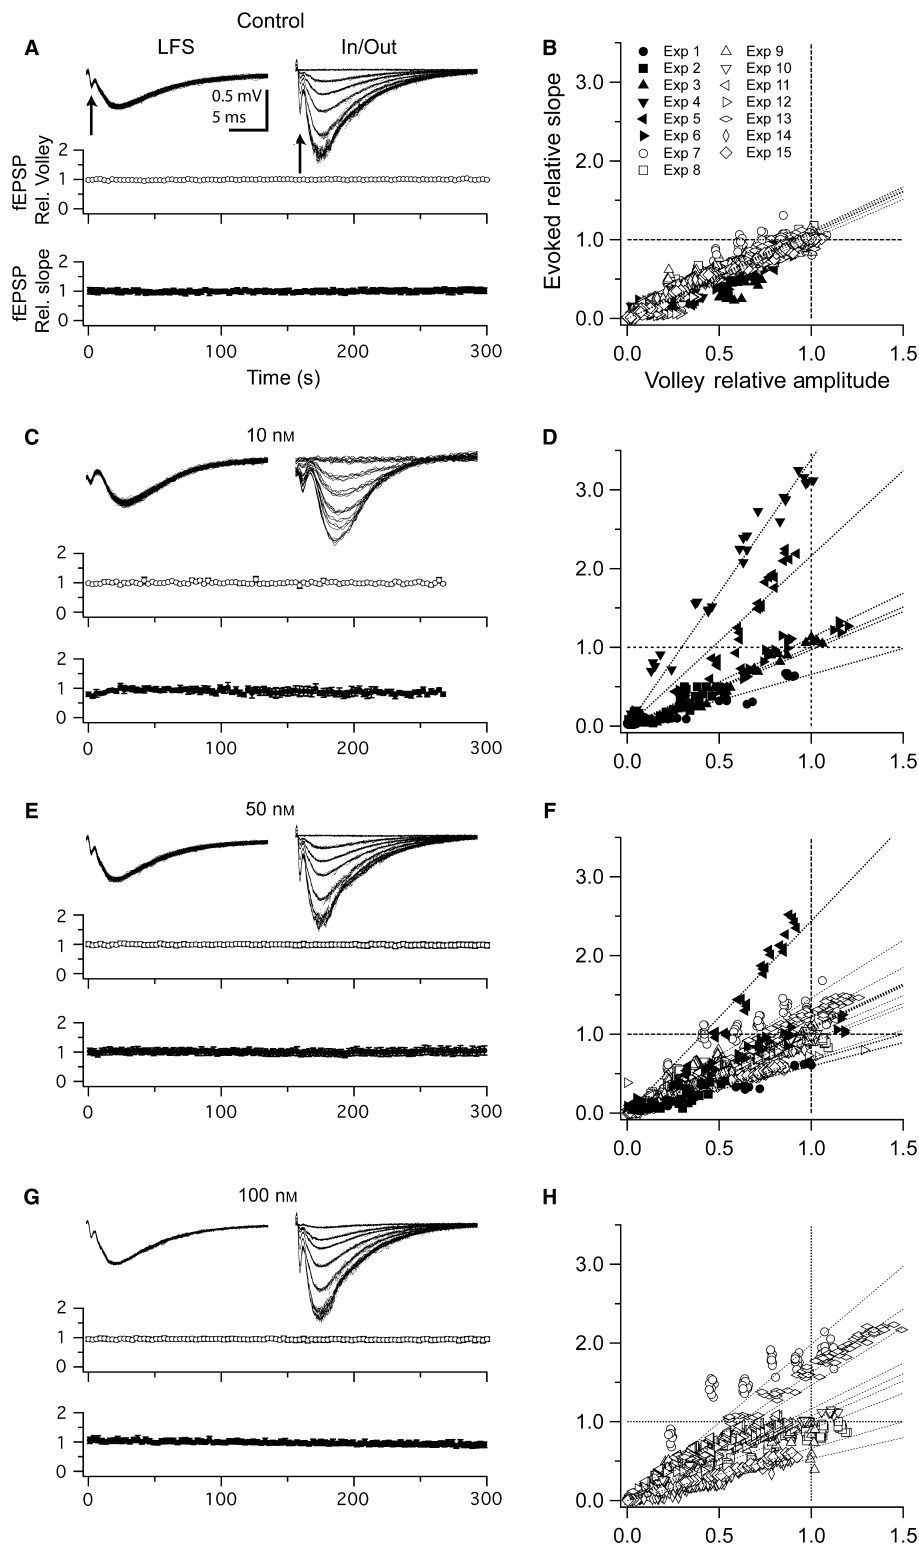 Control
A
LFS
In/Out
0.5 mV
5 ms
fEPSP
Rel. Volley
2
1
0
fEPSP
Rel. slope
2
1
0
0
100
200
300
Time (s)
B
Evoked relative slope
3.0
2.0
1.0
0.0
Exp 1
Exp 2
Exp 3
Exp 4
Exp 5
Exp 6
Exp 7
Exp 8
Exp 9
Exp 10
Exp 11
Exp 12
Exp 13
Exp 14
Exp 15
0.0
0.5
1.0
1.5
Volley relative amplitude
C
10 nM
2
1
0
2
1
0
0
100
200
300
D
3.0
2.0
1.0
0.0
0.0
0.5
1.0
1.5
E
50 nM
2
1
0
2
1
0
0
100
200
300
F
3.0
2.0
1.0
0.0
0.0
0.5
1.0
1.5
G
100 nM
2
1
0
2
1
0
0
100
200
300
H
3.0
2.0
1.0
0.0
0.0
0.5
1.0
1.5